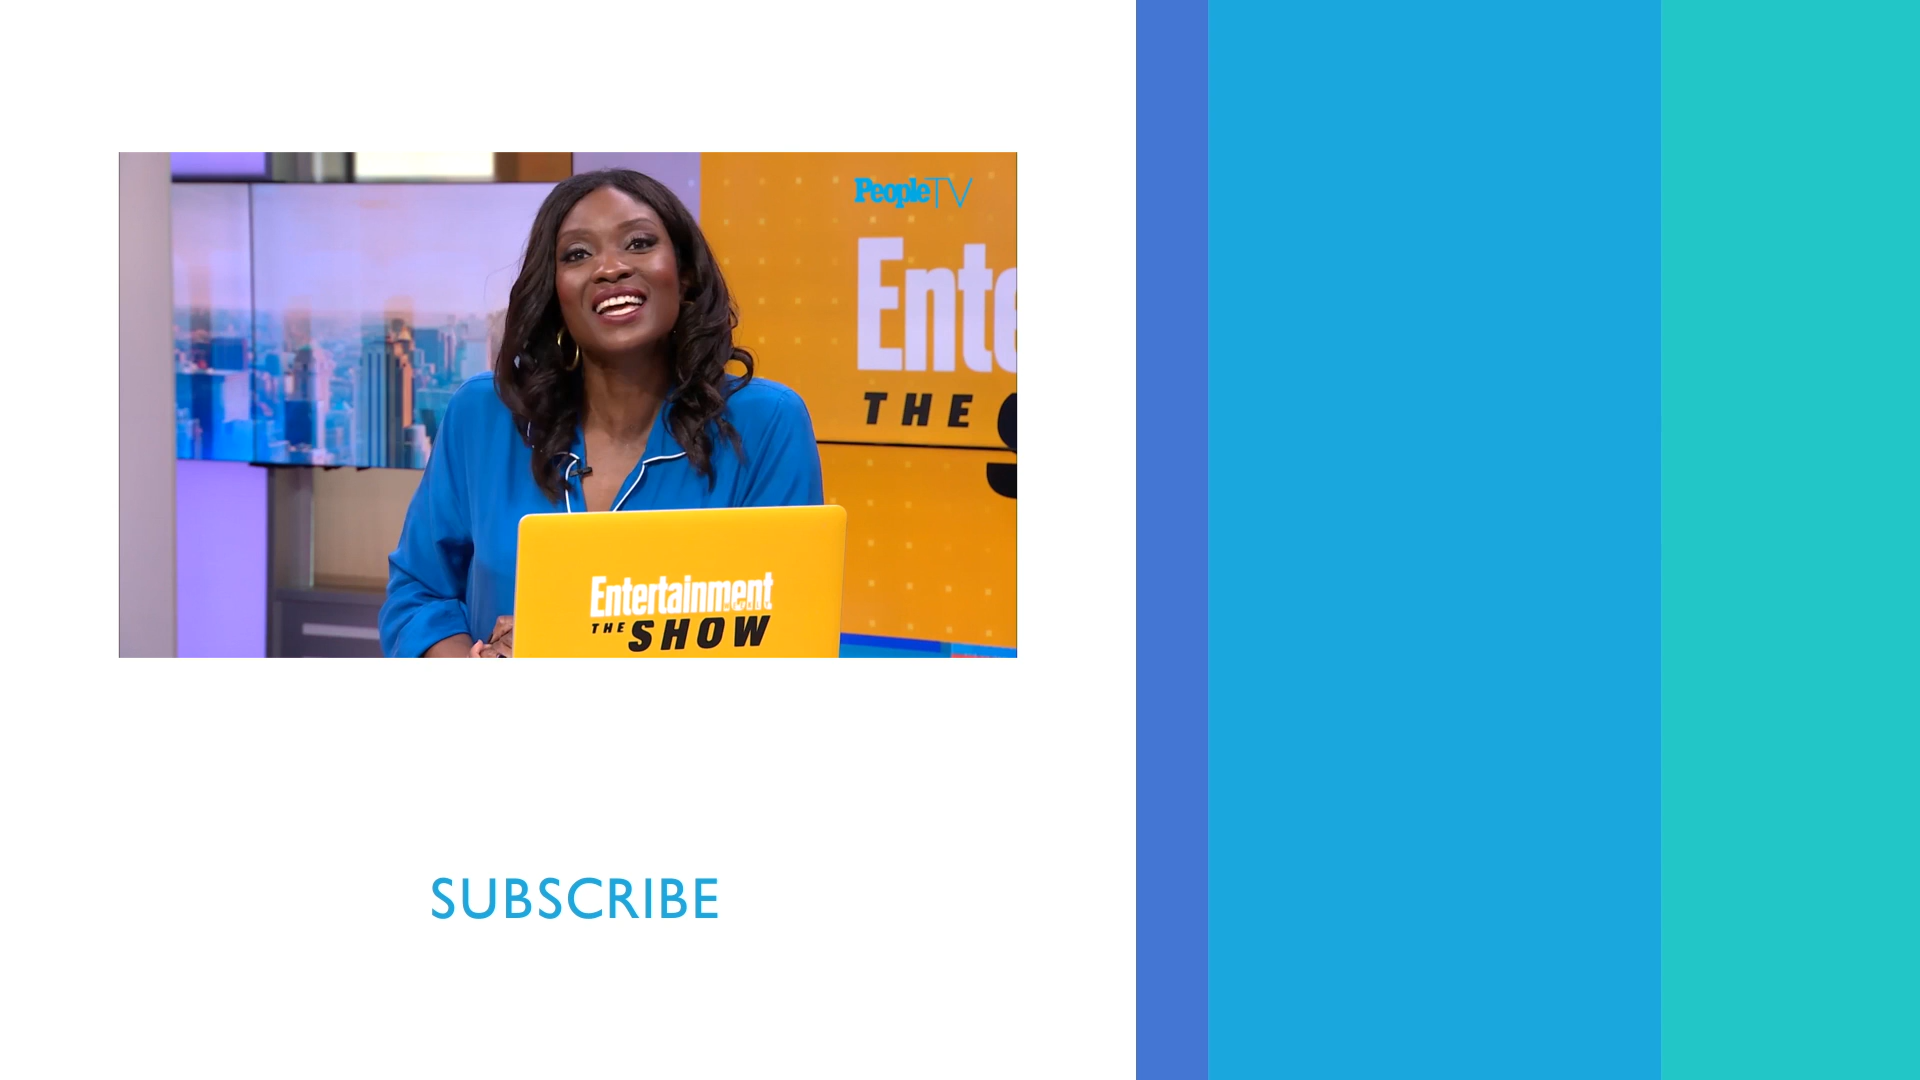 PeopleTV
Ente
THE
Entertainment
THE SHOW
SUBSCRIBE